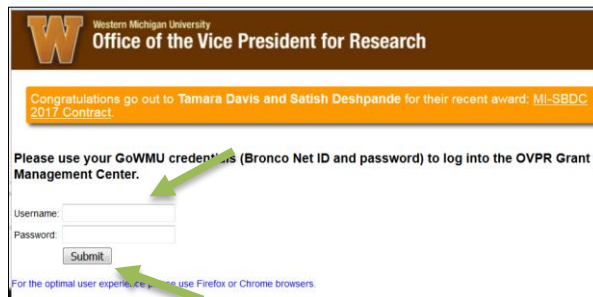 W
Western Michigan University
Office of the Vice President for Research
Congratulations go out to Tamara Davis and Satish Deshpande for their recent award: MI-SBDC
2017 Contract.
Please use your GoWMU credentials (Bronco Net ID and password) to log into the OVPR Grant
Management Center.
Username:
Password:
Submit
For the optimal user experience please use Firefox or Chrome browsers.